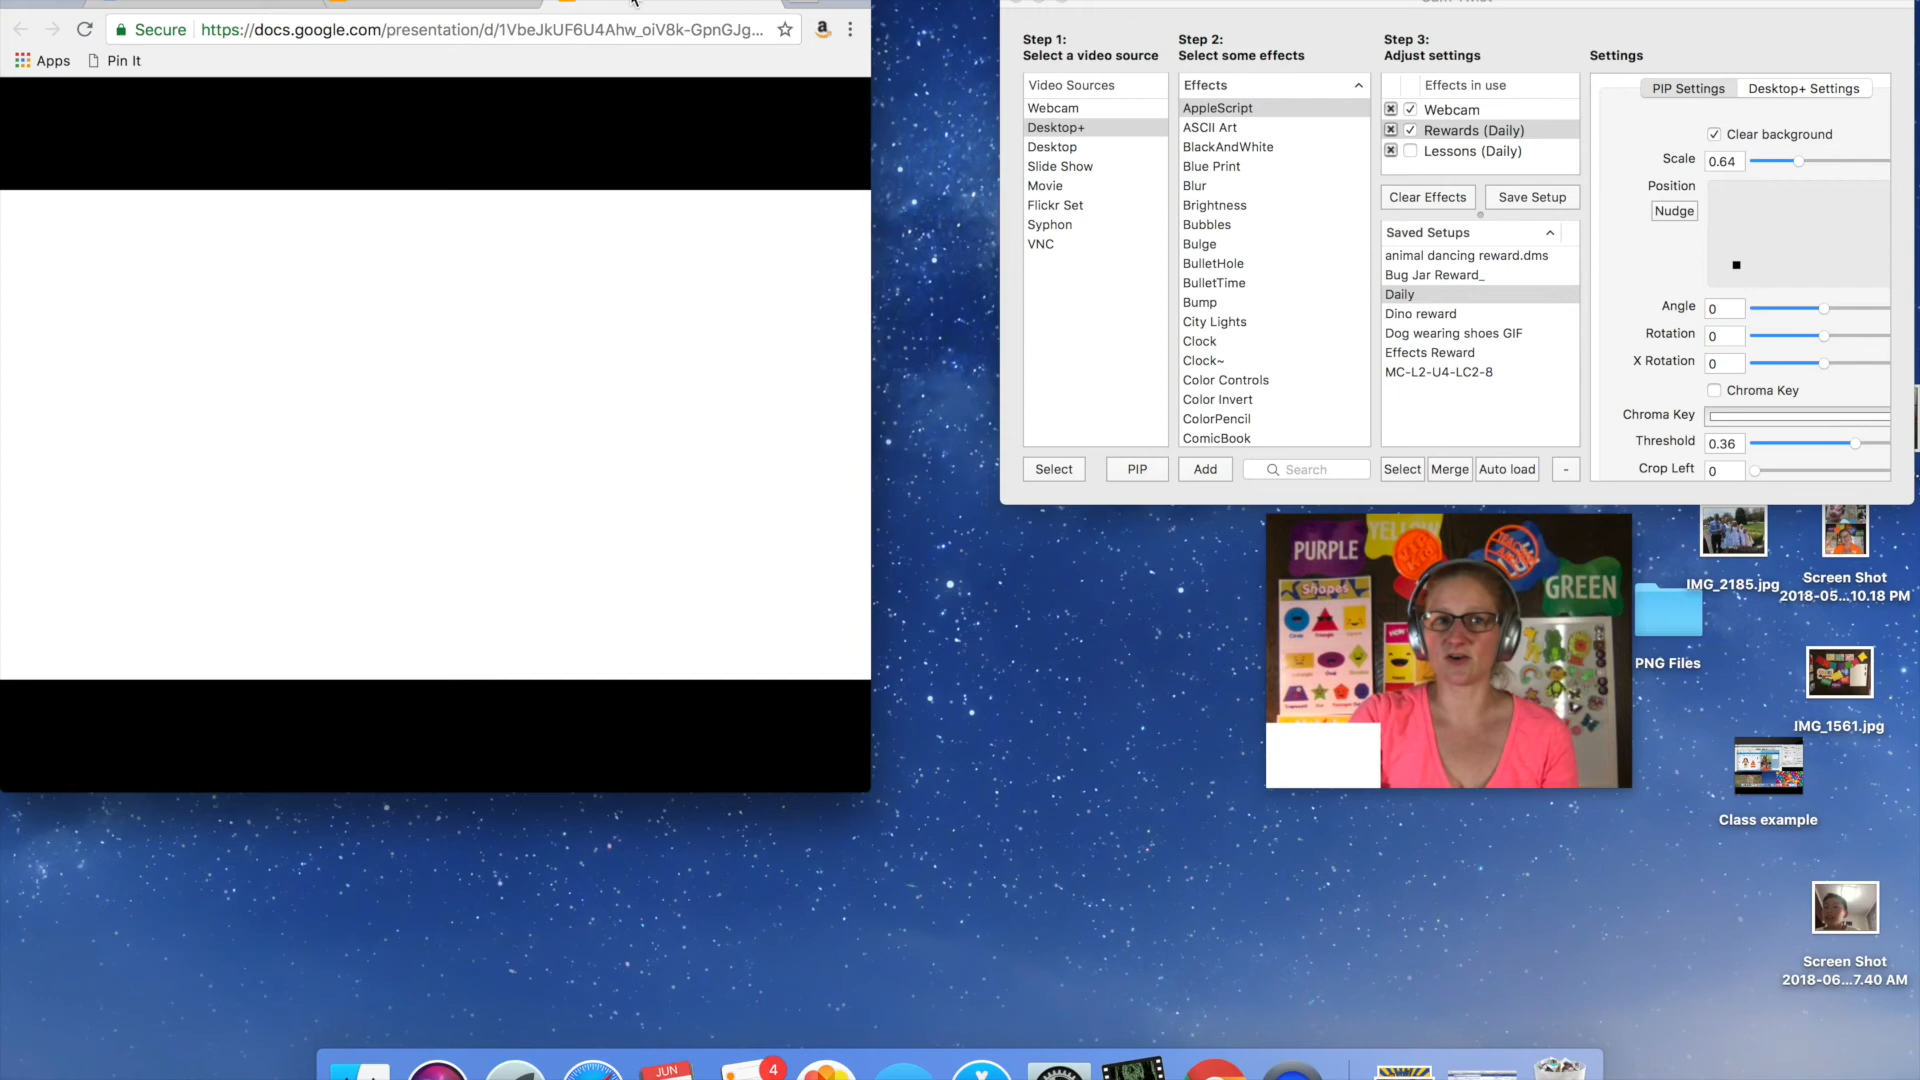 Secure
https://docs.google.com/presentation/d/1VbeJkUF6U4Ahw_oiV8k-GpnGJg...
Apps
Pin It
Step 1:
Select a video source
Step 2:
Select some effects
Step 3:
Adjust settings
Settings
Video Sources
Webcam
Desktop+
Desktop
Slide Show
Movie
Flickr Set
Syphon
VNC
Select
PIP
Effects
AppleScript
ASCII Art
BlackAndWhite
Blue Print
Blur
Brightness
Bubbles
Bulge
BulletHole
BulletTime
Bump
City Lights
Clock
Clock~
Color Controls
Color Invert
ColorPencil
ComicBook
Add
Search
Effects in use
Webcam
Rewards (Daily)
Lessons (Daily)
Clear Effects
Save Setup
Saved Setups
animal dancing reward.dms
Bug Jar Reward_
Daily
Dino reward
Dog wearing shoes GIF
Effects Reward
MC-L2-U4-LC2-8
Select
Merge
Auto load
-
PIP Settings
Desktop+ Settings
Clear background
Scale
0.64
Position
Nudge
Angle
0
Rotation
0
X Rotation
0
Chroma Key
Chroma Key
Threshold
0.36
Crop Left
0
PURPLE
YELLOW
GREEN
Shapes
IMG_2185.jpg
Screen Shot
2018-05...10.18 PM
PNG Files
IMG_1561.jpg
Class example
Screen Shot
2018-06...7.40 AM
JUN
4